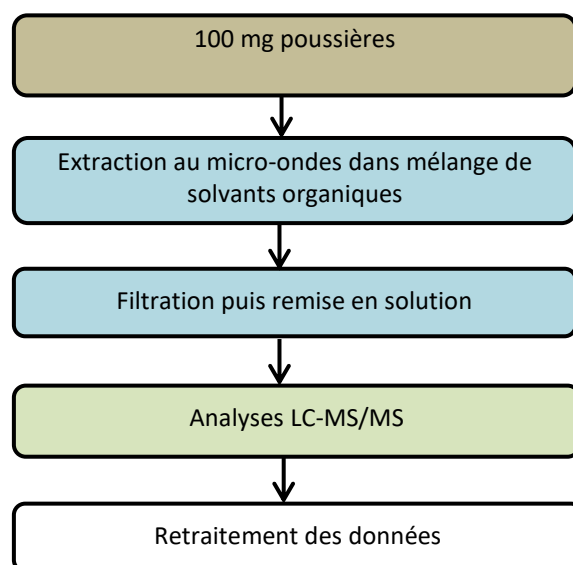 100 mg poussières
Extraction au micro-ondes dans mélange de
solvants organiques
Filtration puis remise en solution
Analyses LC-MS/MS
Retraitement des données